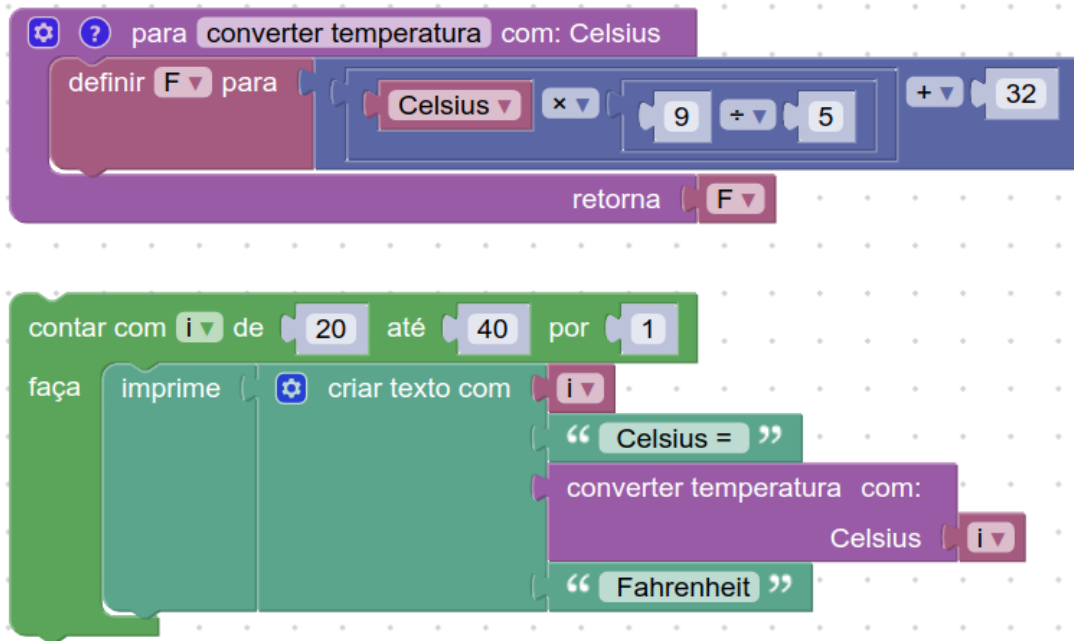 ? para converter temperatura com: Celsius
definir F para Celsius × 9 ÷ 5 + 32
retorna F
contar com i de 20 até 40 por 1
faça imprime criar texto com i
“ Celsius = ”
converter temperatura com:
Celsius i
“ Fahrenheit ”